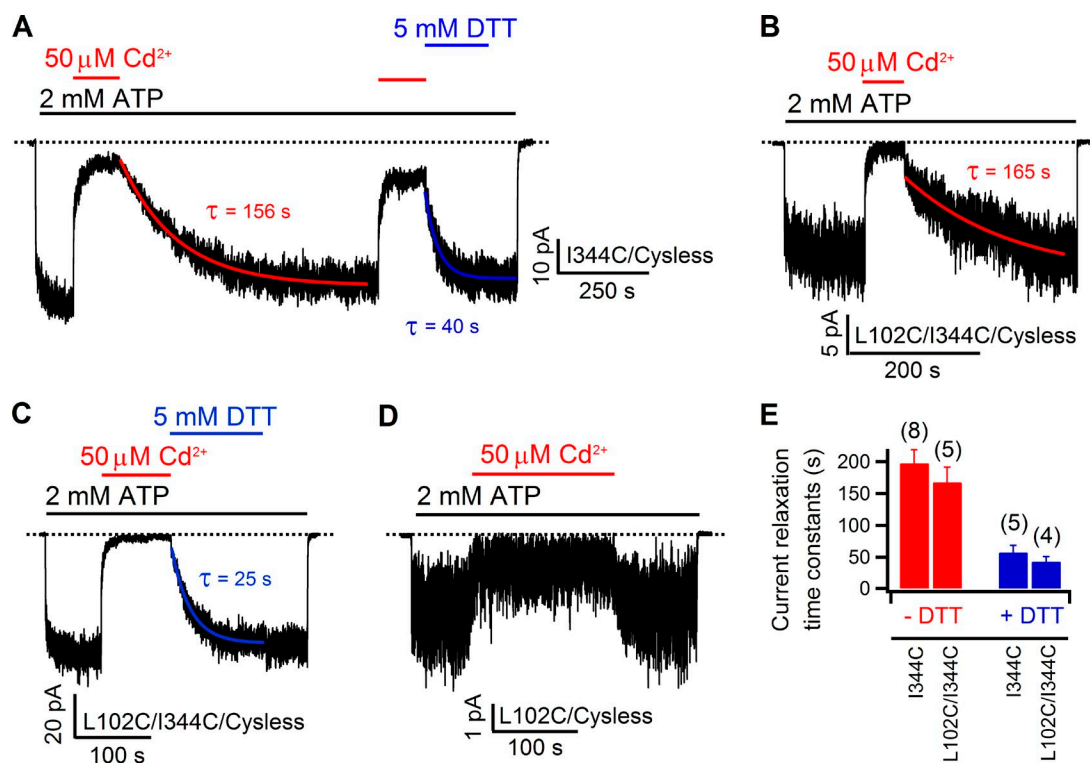 A
5 mM DTT
50 μM Cd²⁺
2 mM ATP
τ = 156 s
τ = 40 s
10 pA
I344C/Cysless
250 s
B
50 μM Cd²⁺
2 mM ATP
τ = 165 s
5 pA
L102C/I344C/Cysless
200 s
C
5 mM DTT
50 μM Cd²⁺
2 mM ATP
τ = 25 s
20 pA
L102C/I344C/Cysless
100 s
D
50 μM Cd²⁺
2 mM ATP
1 pA
L102C/Cysless
100 s
E
Current relaxation
time constants (s)
200
150
100
50
0
(8)
(5)
(5)
(4)
- DTT
+ DTT
I344C
L102C/I344C
I344C
L102C/I344C